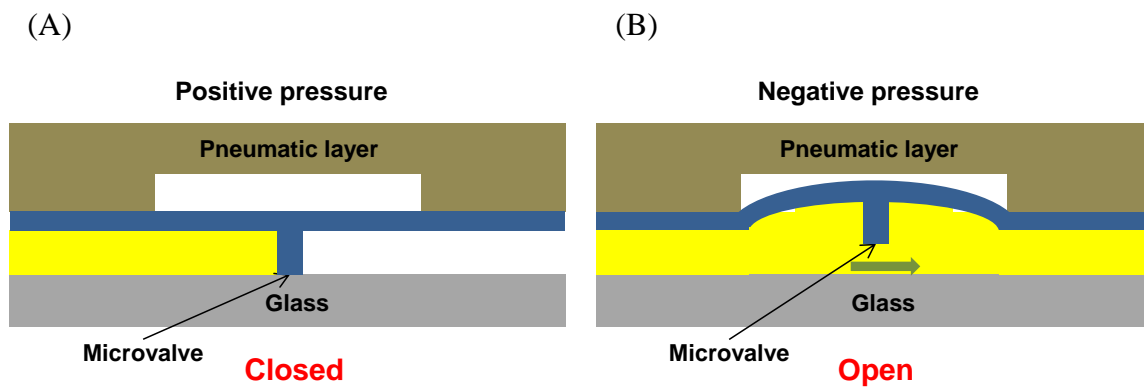 (A)
Positive pressure
Pneumatic layer
Glass
Microvalve
Closed
(B)
Negative pressure
Pneumatic layer
Glass
Microvalve
Open